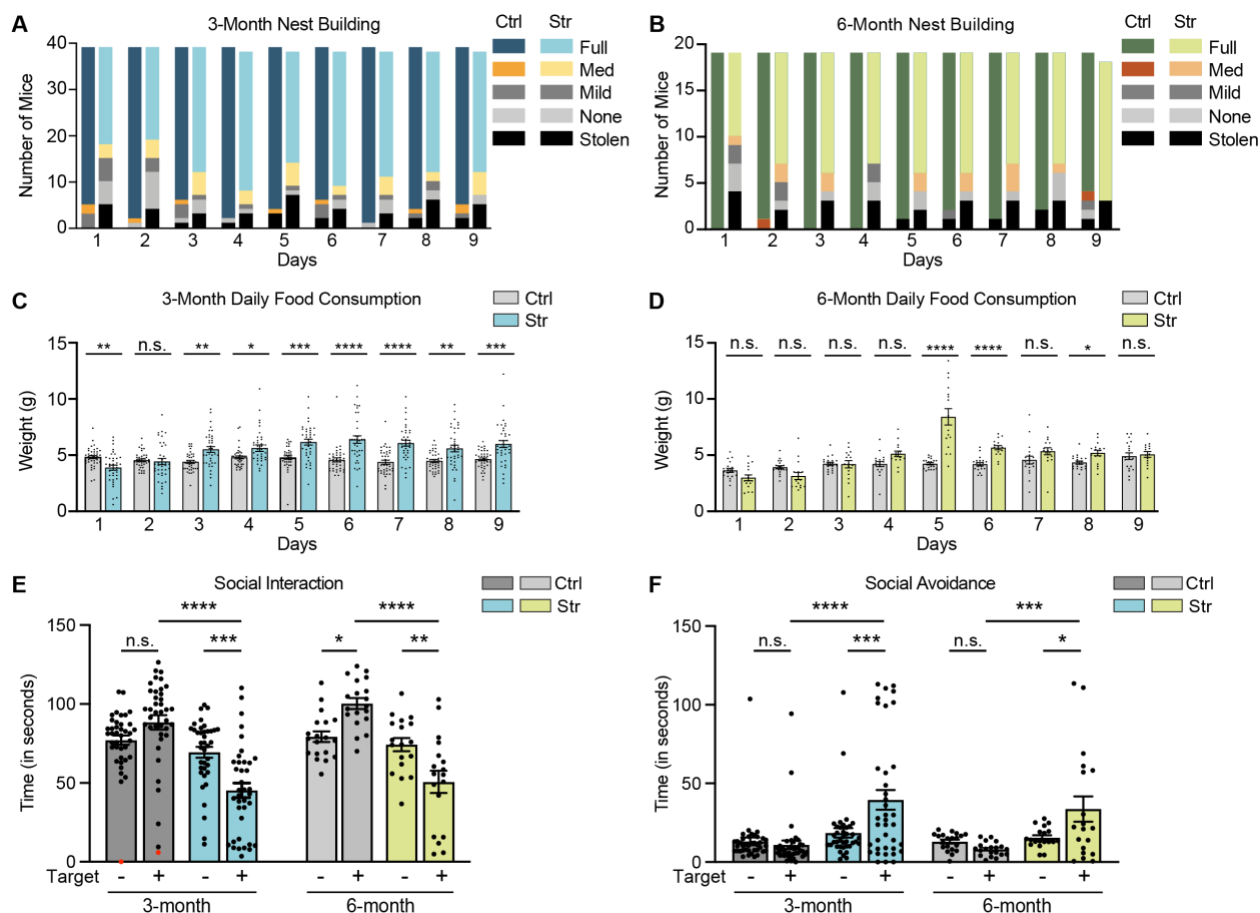 A
3-Month Nest Building
Ctrl Str
Full
Med
Mild
None
Stolen
Number of Mice
40
30
20
10
0
1 2 3 4 5 6 7 8 9
Days
B
6-Month Nest Building
Ctrl Str
Full
Med
Mild
None
Stolen
Number of Mice
20
15
10
5
0
1 2 3 4 5 6 7 8 9
Days
C
3-Month Daily Food Consumption
Ctrl
Str
Weight (g)
15
10
5
0
** n.s. ** * *** **** **** ** ***
1 2 3 4 5 6 7 8 9
Days
D
6-Month Daily Food Consumption
Ctrl
Str
Weight (g)
15
10
5
0
n.s. n.s. n.s. n.s. **** **** n.s. * n.s.
1 2 3 4 5 6 7 8 9
Days
E
Social Interaction
Ctrl
Str
Time (in seconds)
150
100
50
0
**** ****
n.s. *** * **
Target - + - + - + - +
3-month 6-month
F
Social Avoidance
Ctrl
Str
Time (in seconds)
150
100
50
0
**** ***
n.s. *** n.s. *
Target - + - + - + - +
3-month 6-month